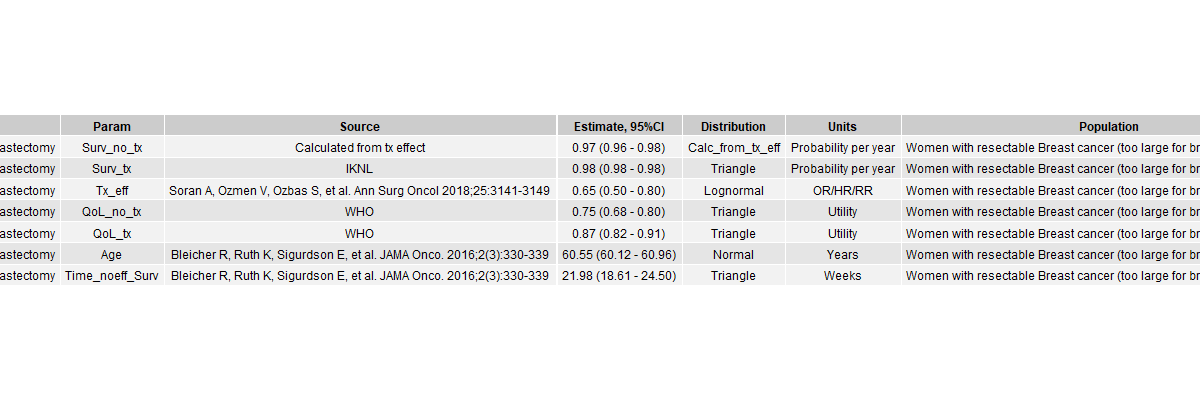 Param Source Estimate, 95%CI Distribution Units Population
astectomy Surv_no_tx Calculated from tx effect 0.97 (0.96 - 0.98) Calc_from_tx_eff Probability per year Women with resectable Breast cancer (too large for br
astectomy Surv_tx IKNL 0.98 (0.98 - 0.98) Triangle Probability per year Women with resectable Breast cancer (too large for br
astectomy Tx_eff Soran A, Ozmen V, Ozbas S, et al. Ann Surg Oncol 2018;25:3141-3149 0.65 (0.50 - 0.80) Lognormal OR/HR/RR Women with resectable Breast cancer (too large for br
astectomy QoL_no_tx WHO 0.75 (0.68 - 0.80) Triangle Utility Women with resectable Breast cancer (too large for br
astectomy QoL_tx WHO 0.87 (0.82 - 0.91) Triangle Utility Women with resectable Breast cancer (too large for br
astectomy Age Bleicher R, Ruth K, Sigurdson E, et al. JAMA Onco. 2016;2(3):330-339 60.55 (60.12 - 60.96) Normal Years Women with resectable Breast cancer (too large for br
astectomy Time_noeff_Surv Bleicher R, Ruth K, Sigurdson E, et al. JAMA Onco. 2016;2(3):330-339 21.98 (18.61 - 24.50) Triangle Weeks Women with resectable Breast cancer (too large for br